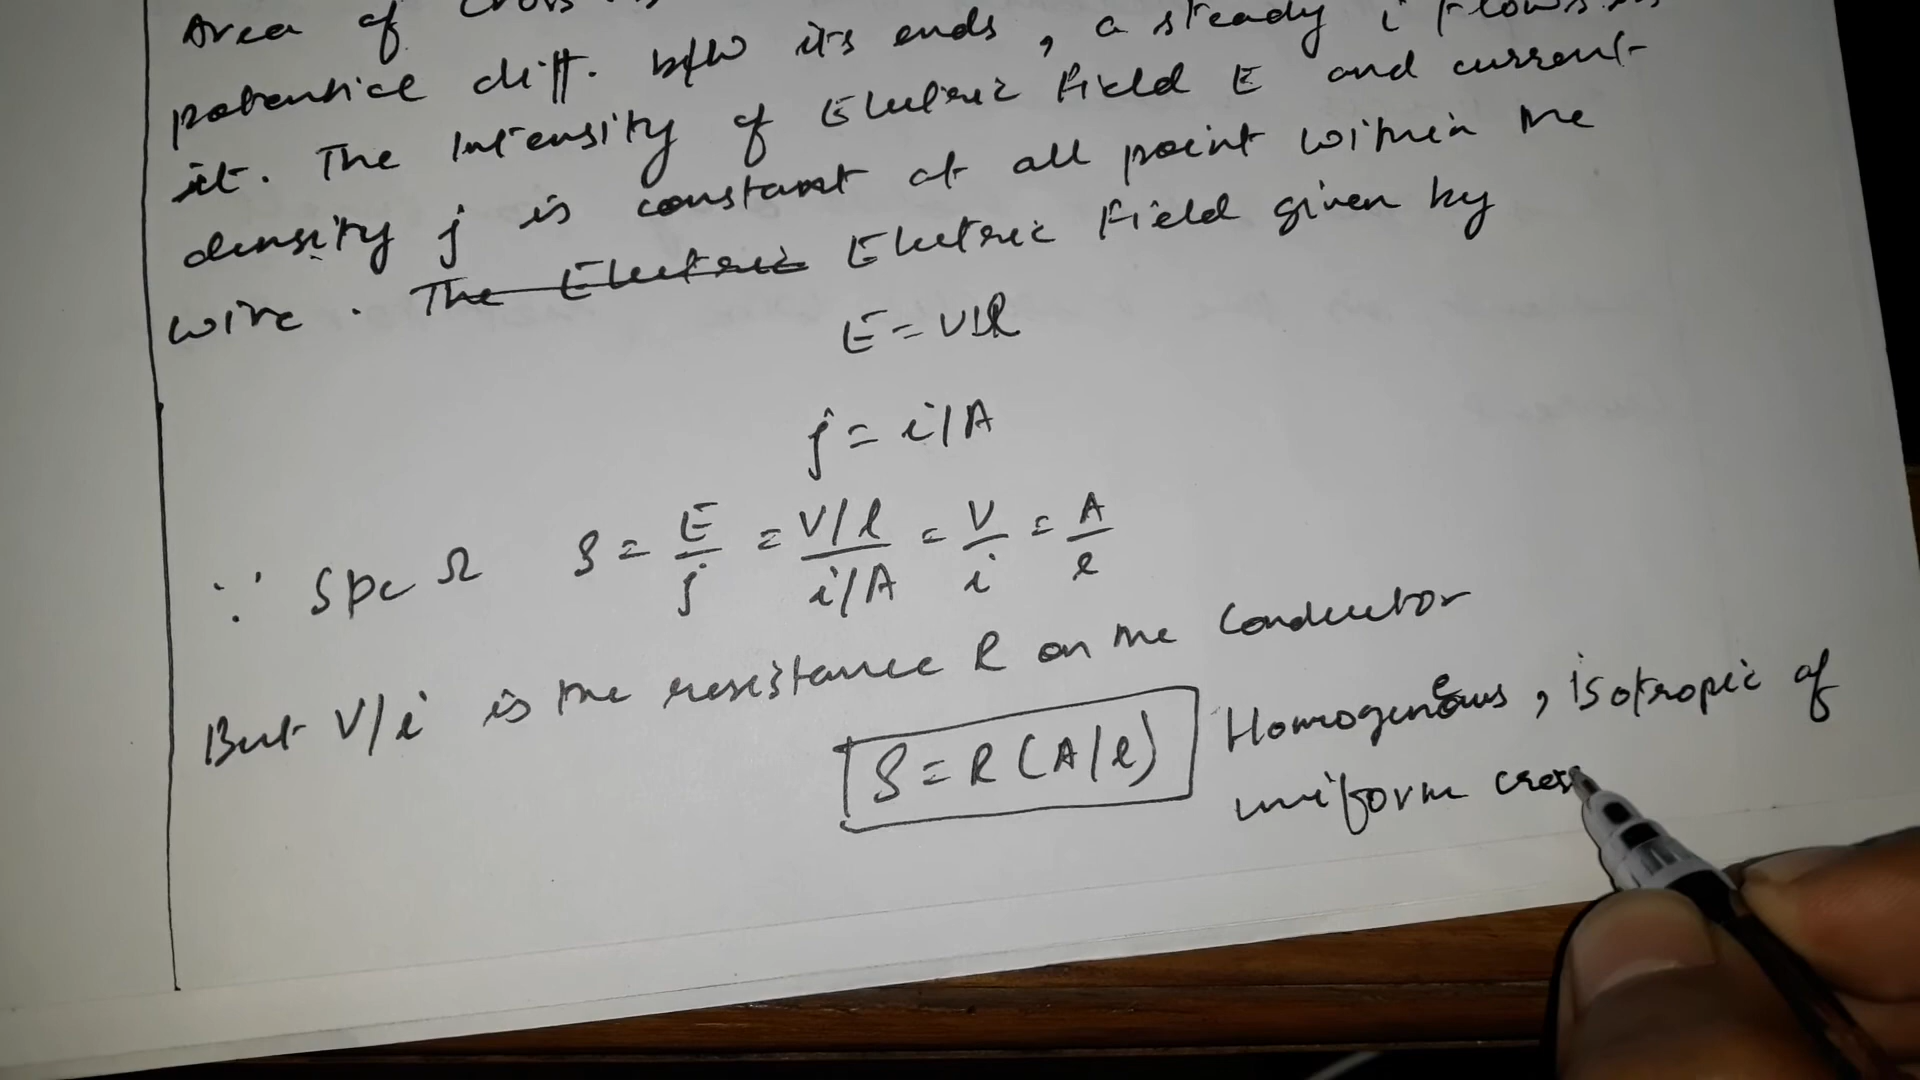 Area of cross
potential diff. b/w its ends, a steady i flows
it. The Intensity of Electric Field E and current
density j is constant at all point within the
wire. The Electric Electric Field given by
E = V/l
j = i/A
∵ Spc Ω ρ = E/j = V/l / i/A = V/i = A/l
But V/i is the resistance R on the conductor
ρ = R(A/l) Homogeneous, isotropic of
uniform cross